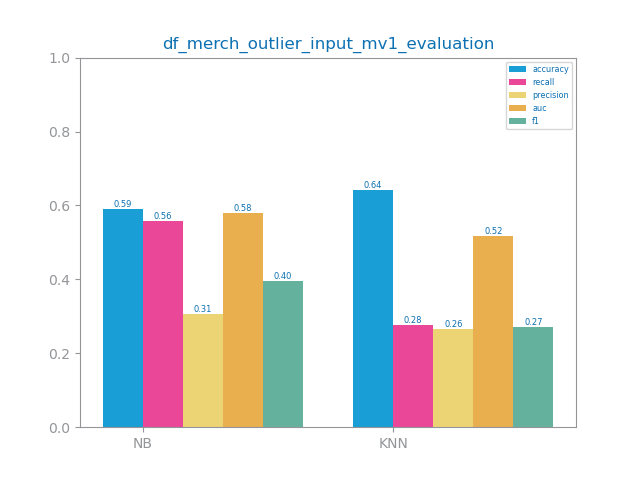 df_merch_outlier_input_mv1_evaluation
1.0
0.8
0.6
0.4
0.2
0.0
accuracy
recall
precision
auc
f1
0.59
0.56
0.31
0.58
0.40
0.64
0.28
0.26
0.52
0.27
NB
KNN